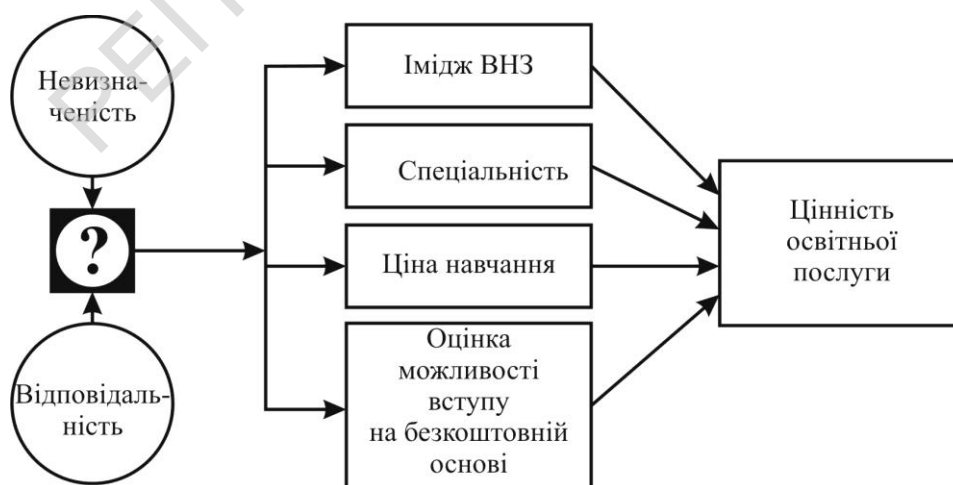 Невизна-
ченість
?
Відповідаль-
ність
Імідж ВНЗ
Спеціальність
Ціна навчання
Оцінка
можливості
вступу
на безкоштовній
основі
Цінність
освітньої
послуги